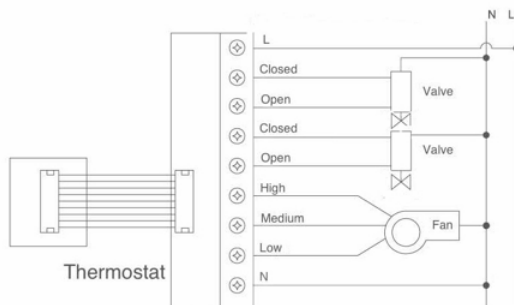 N L
L
Closed
Valve
Open
Closed
Valve
Open
High
Medium
Fan
Low
Thermostat
N